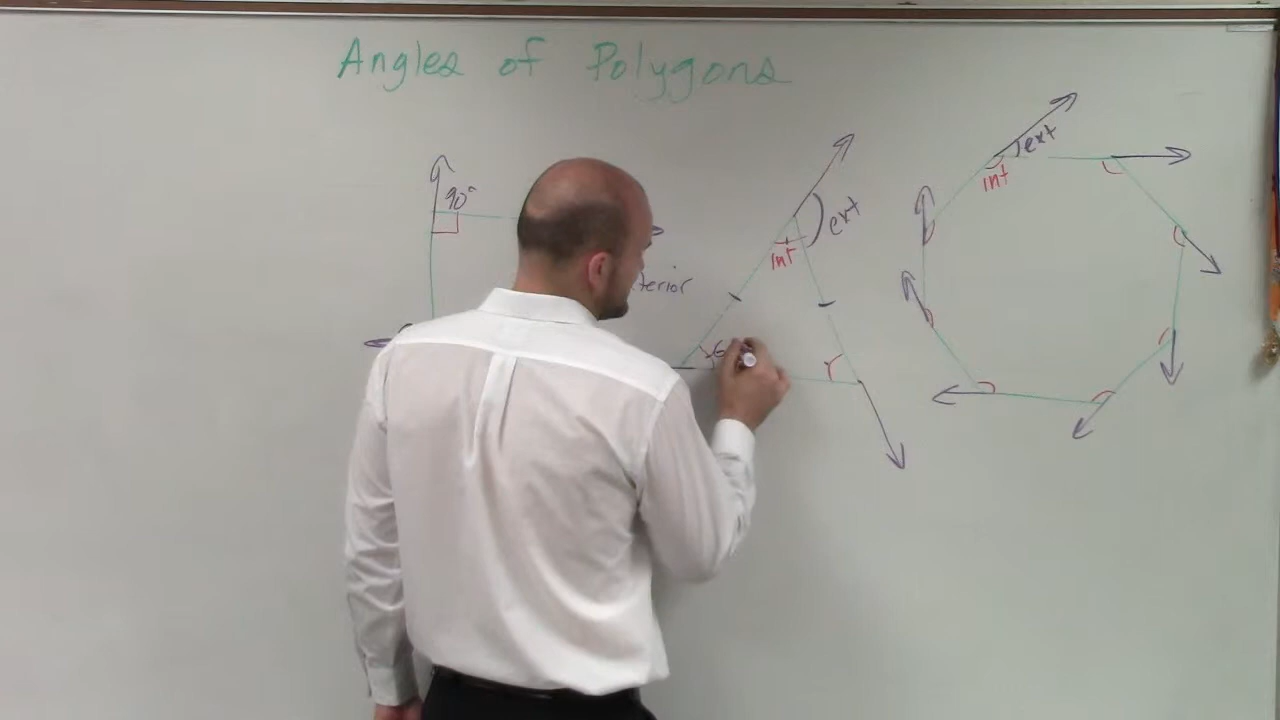 Angles of Polygons
90°
terior
int
ext
int
ext